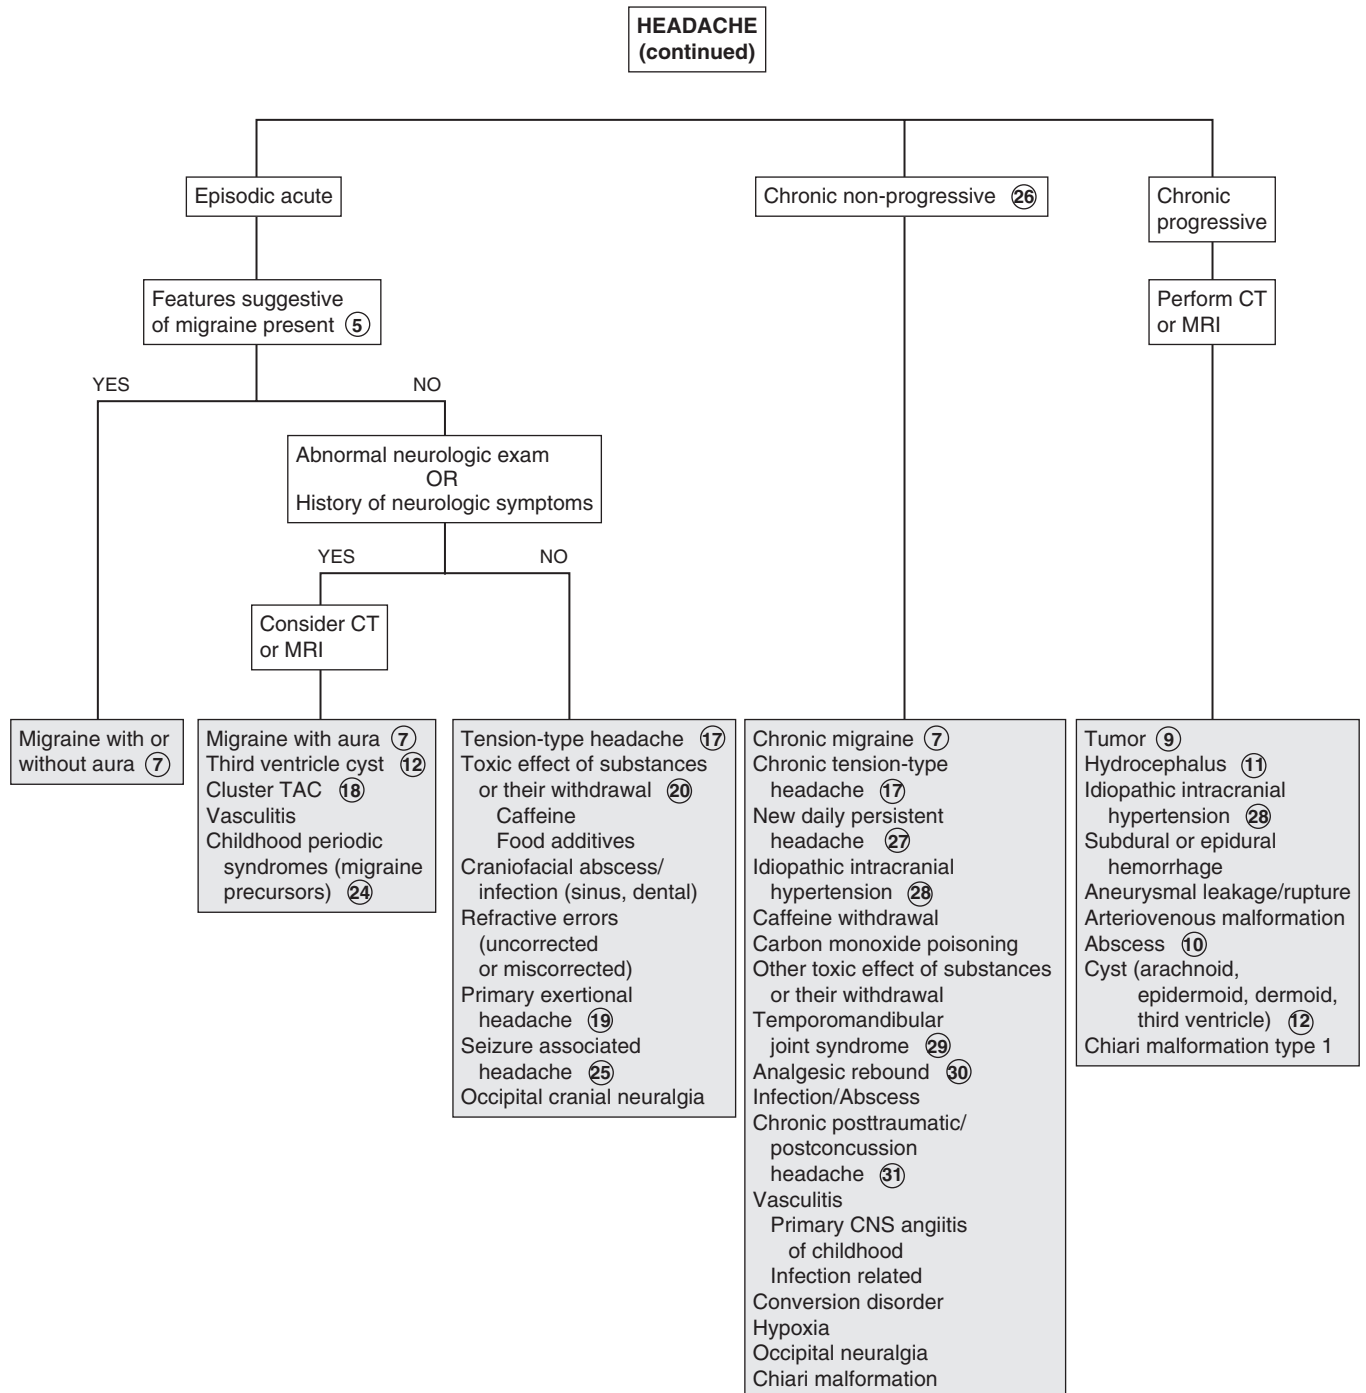 HEADACHE
(continued)
Episodic acute
Chronic non-progressive 26
Chronic
progressive
Features suggestive
of migraine present 5
Perform CT
or MRI
YES
NO
Abnormal neurologic exam
OR
History of neurologic symptoms
YES
NO
Consider CT
or MRI
Migraine with or
without aura 7
Migraine with aura 7
Third ventricle cyst 12
Cluster TAC 18
Vasculitis
Childhood periodic
syndromes (migraine
precursors) 24
Tension-type headache 17
Toxic effect of substances
or their withdrawal 20
Caffeine
Food additives
Craniofacial abscess/
infection (sinus, dental)
Refractive errors
(uncorrected
or miscorrected)
Primary exertional
headache 19
Seizure associated
headache 25
Occipital cranial neuralgia
Chronic migraine 7
Chronic tension-type
headache 17
New daily persistent
headache 27
Idiopathic intracranial
hypertension 28
Caffeine withdrawal
Carbon monoxide poisoning
Other toxic effect of substances
or their withdrawal
Temporomandibular
joint syndrome 29
Analgesic rebound 30
Infection/Abscess
Chronic posttraumatic/
postconcussion
headache 31
Vasculitis
Primary CNS angiitis
of childhood
Infection related
Conversion disorder
Hypoxia
Occipital neuralgia
Chiari malformation
Tumor 9
Hydrocephalus 11
Idiopathic intracranial
hypertension 28
Subdural or epidural
hemorrhage
Aneurysmal leakage/rupture
Arteriovenous malformation
Abscess 10
Cyst (arachnoid,
epidermoid, dermoid,
third ventricle) 12
Chiari malformation type 1